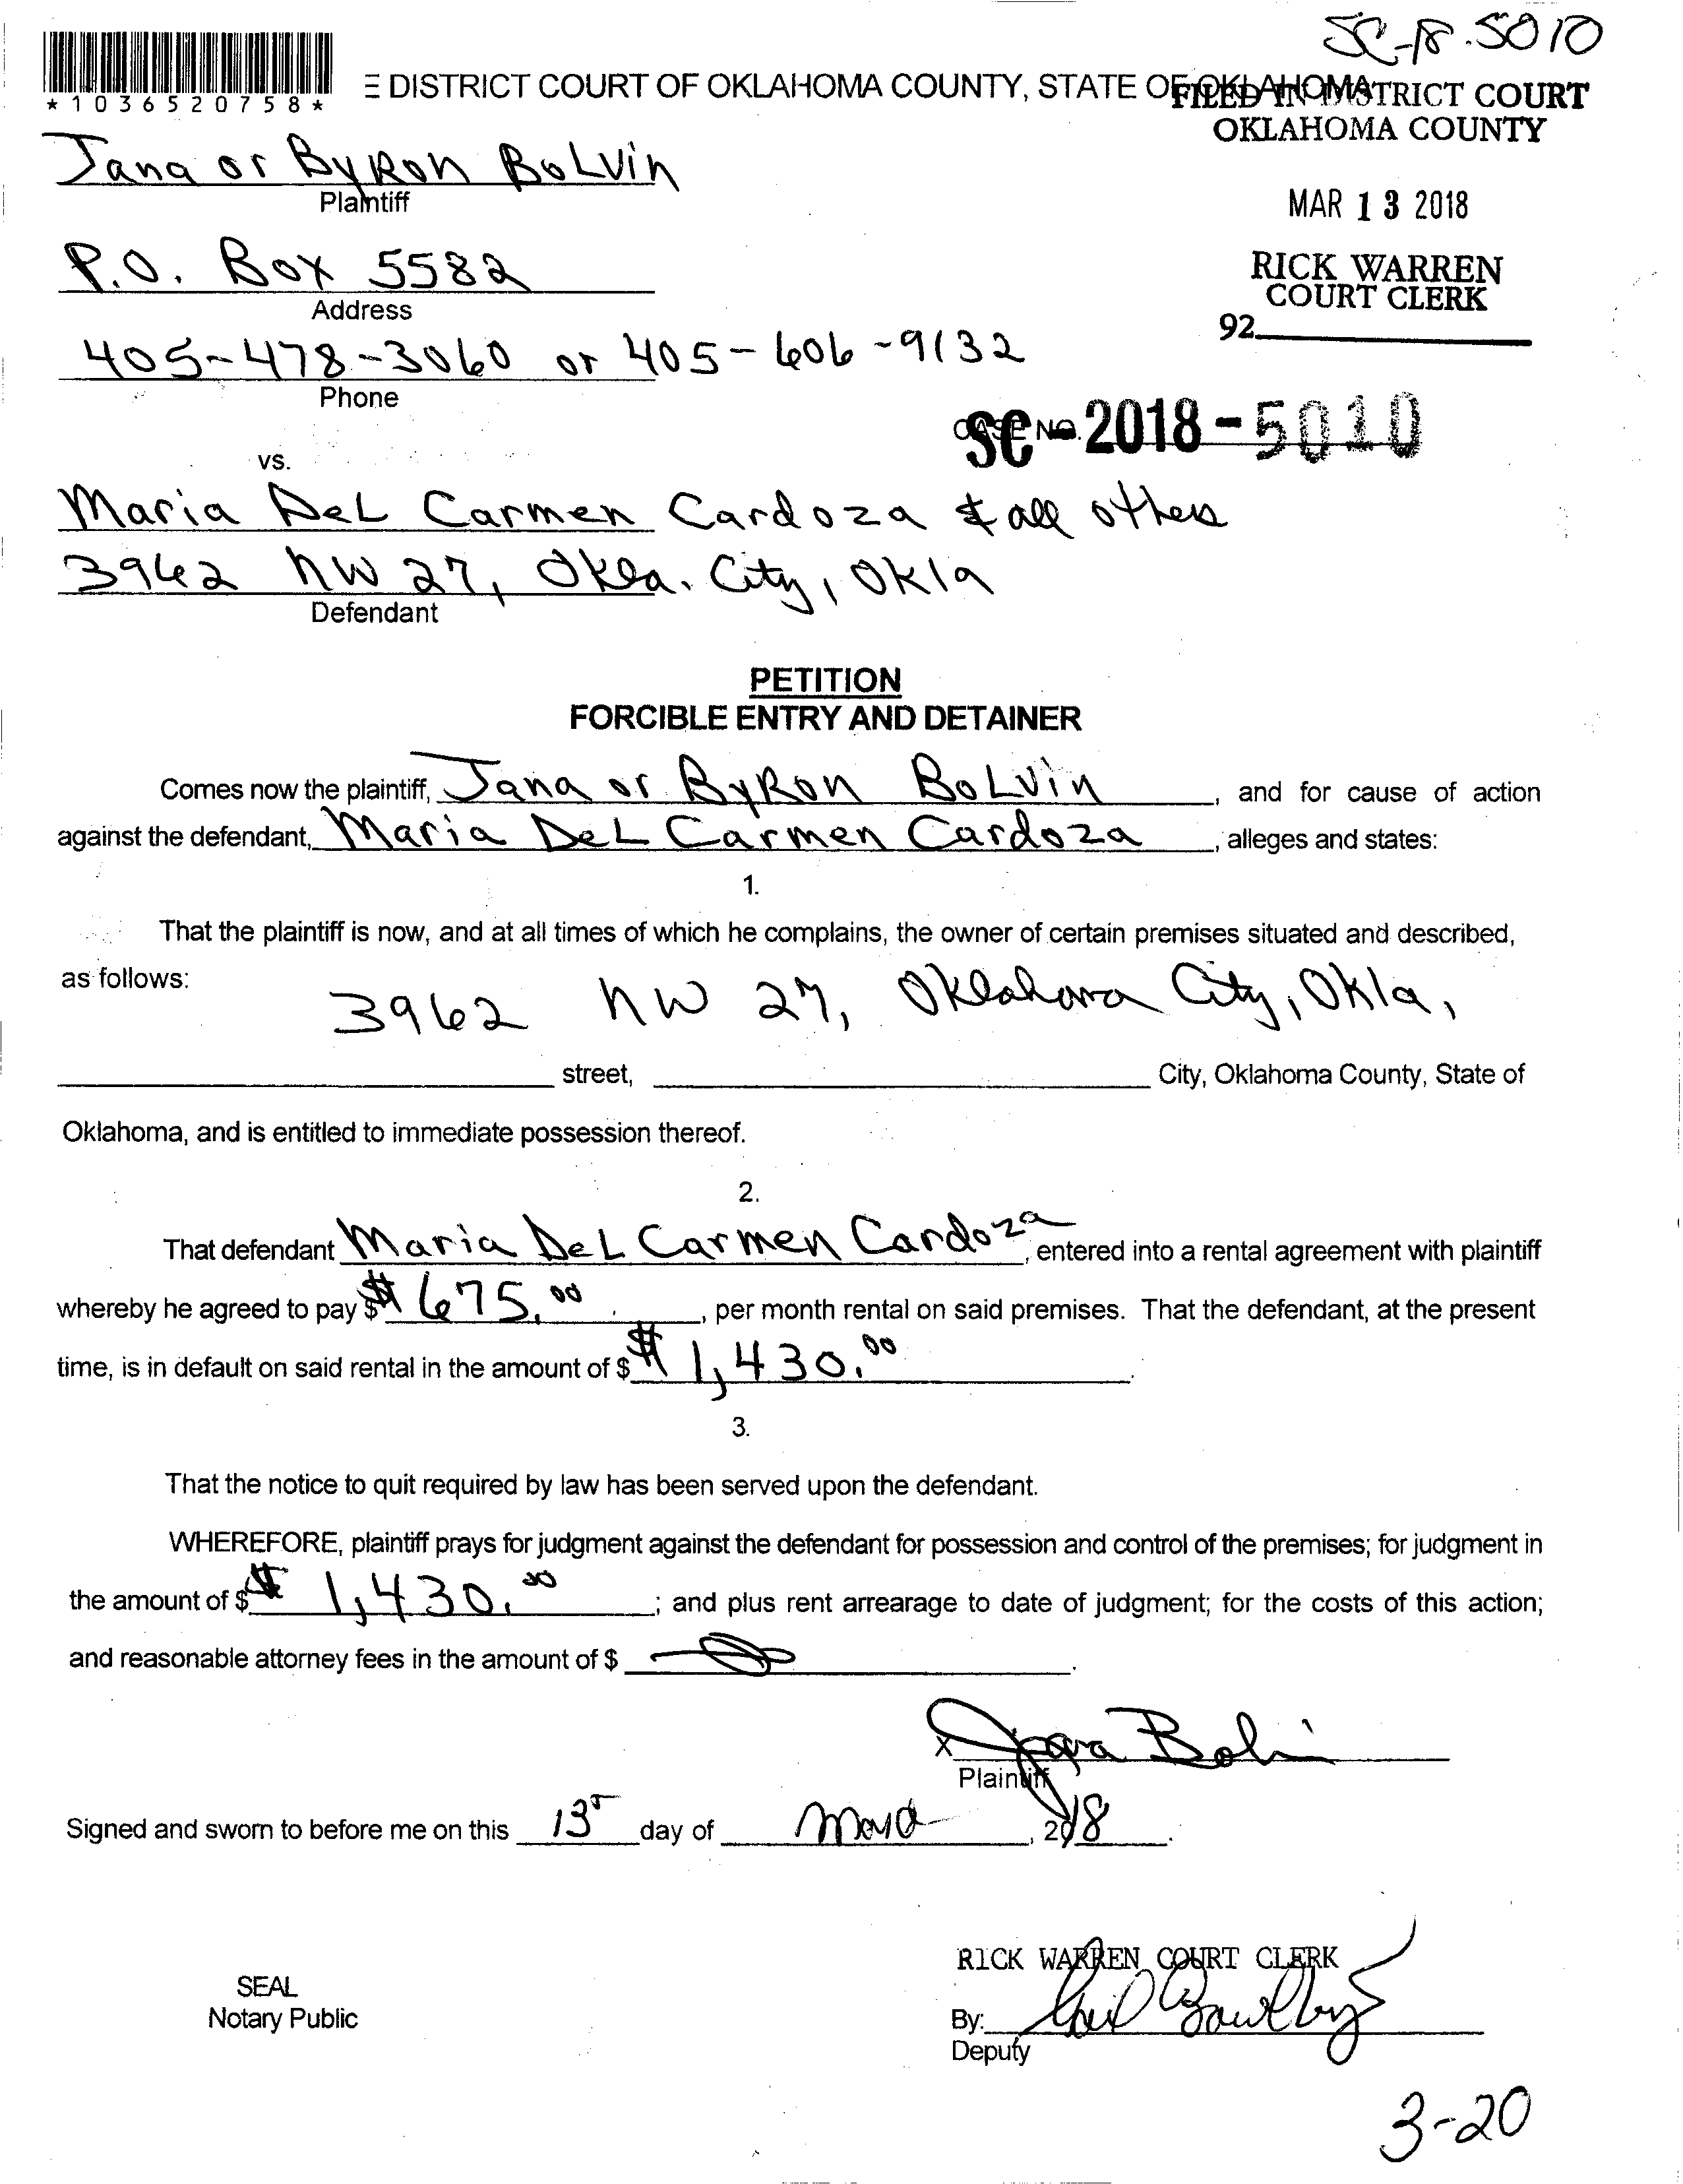 SC-18-5010
*1036520758*
E DISTRICT COURT OF OKLAHOMA COUNTY, STATE OF OKLAHOMA
FILED IN DISTRICT COURT
OKLAHOMA COUNTY
Jana or Byron Bolvin
Plaintiff
MAR 13 2018
P.O. Box 5582
Address
RICK WARREN
COURT CLERK
92
405-478-3060 or 405-606-9132
Phone
CASE NO.
SC-2018-5010
vs.
Maria Del Carmen Cardoza & all others
3962 NW 27, Okla. City, Okla
Defendant
PETITION
FORCIBLE ENTRY AND DETAINER
Comes now the plaintiff, Jana or Byron Bolvin, and for cause of action
against the defendant, Maria Del Carmen Cardoza, alleges and states:
1.
That the plaintiff is now, and at all times of which he complains, the owner of certain premises situated and described,
as follows:
3962 NW 27, Oklahoma City, Okla,
street, City, Oklahoma County, State of
Oklahoma, and is entitled to immediate possession thereof.
2.
That defendant Maria Del Carmen Cardoza, entered into a rental agreement with plaintiff
whereby he agreed to pay $ $675.00, per month rental on said premises. That the defendant, at the present
time, is in default on said rental in the amount of $ $1,430.00.
3.
That the notice to quit required by law has been served upon the defendant.
WHEREFORE, plaintiff prays for judgment against the defendant for possession and control of the premises; for judgment in
the amount of $ $1,430.00; and plus rent arrearage to date of judgment; for the costs of this action;
and reasonable attorney fees in the amount of $ .
X Jana Bolvin
Plaintiff
Signed and sworn to before me on this 13 day of March, 2018.
RICK WARREN COURT CLERK
SEAL
Notary Public
By:
Deputy
3-20